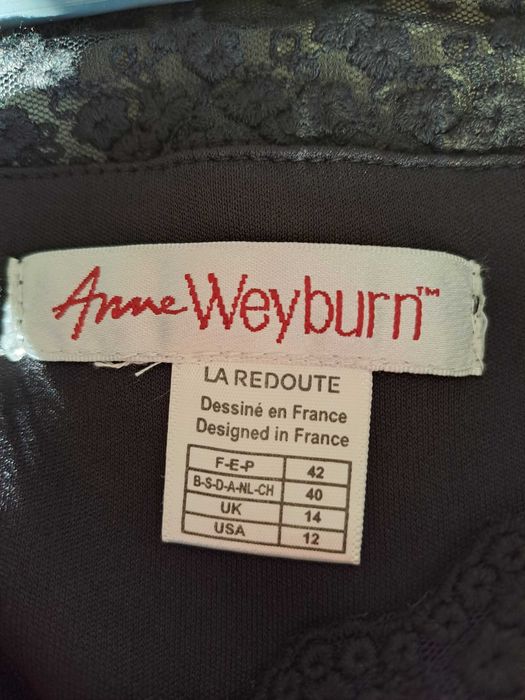 Anne Weyburn™
LA REDOUTE
Dessiné en France
Designed in France
F-E-P 42
B-S-D-A-NL-CH 40
UK 14
USA 12